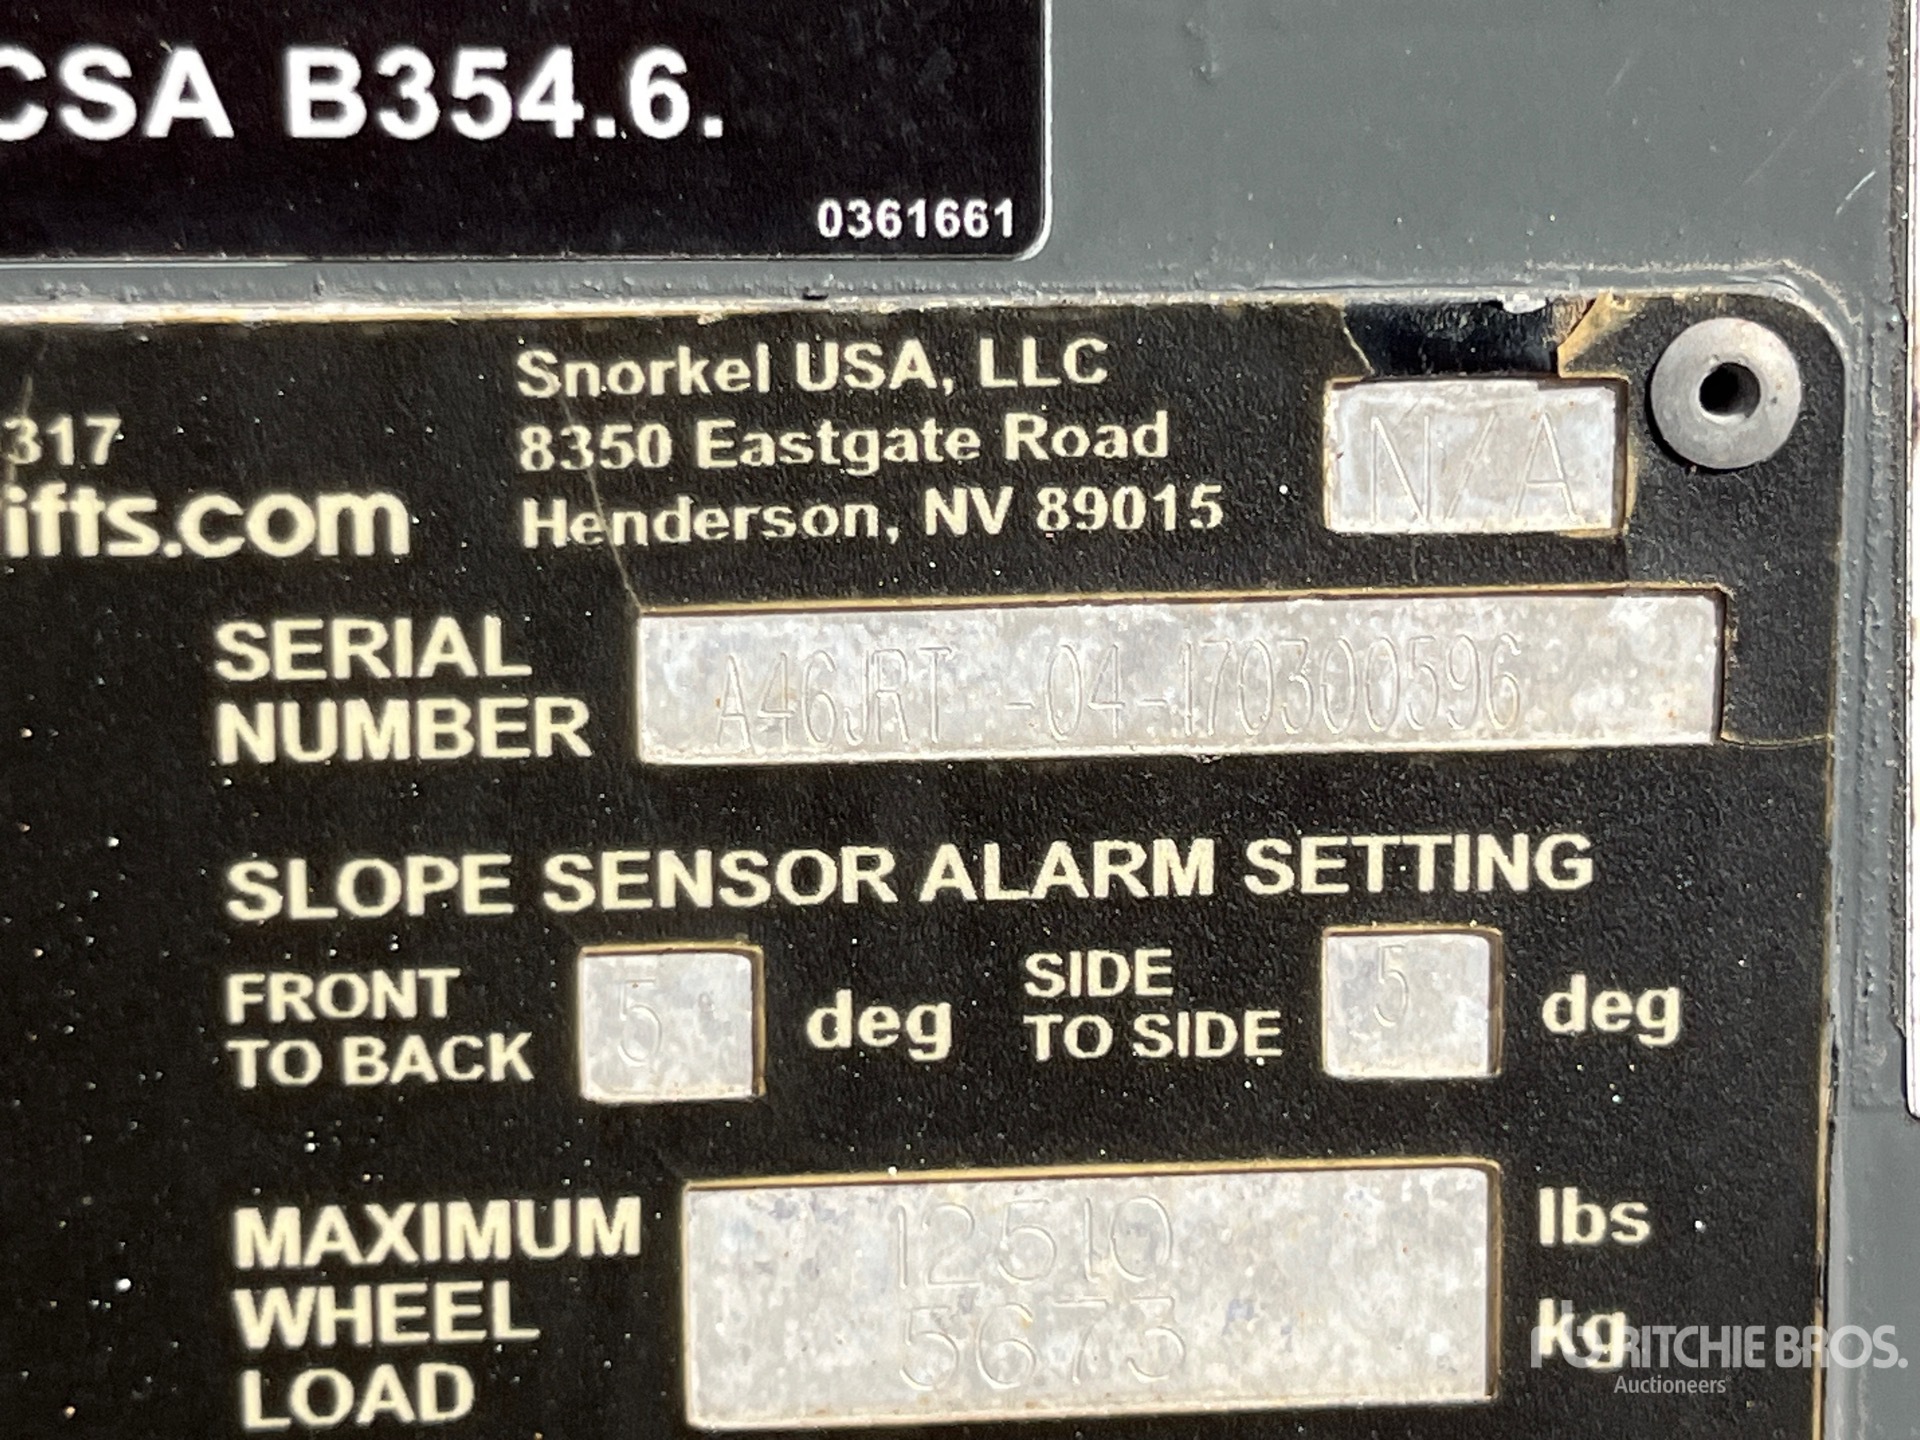 CSA B354.6.
0361661
Snorkel USA, LLC
317
8350 Eastgate Road
N/A
ifts.com
Henderson, NV 89015
SERIAL
NUMBER
A46JRT -04-170300596
SLOPE SENSOR ALARM SETTING
FRONT
TO BACK
5
deg
SIDE
TO SIDE
5
deg
MAXIMUM
WHEEL
LOAD
12510
lbs
5673
kg
RITCHIE BROS.
Auctioneers